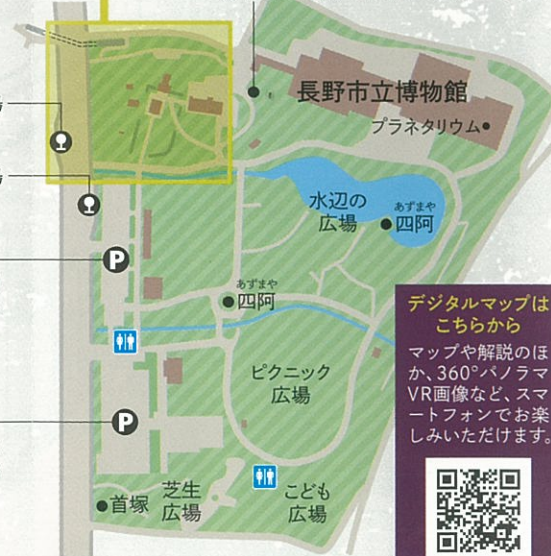 長野市立博物館
プラネタリウム
水辺の
広場
あずまや
四阿
P
あずまや
四阿
デジタルマップは
こちらから
マップや解説のほ
か、360°パノラマ
VR画像など、スマ
ートフォンでお楽
しみいただけます。
ピクニック
広場
P
首塚
芝生
広場
こども
広場